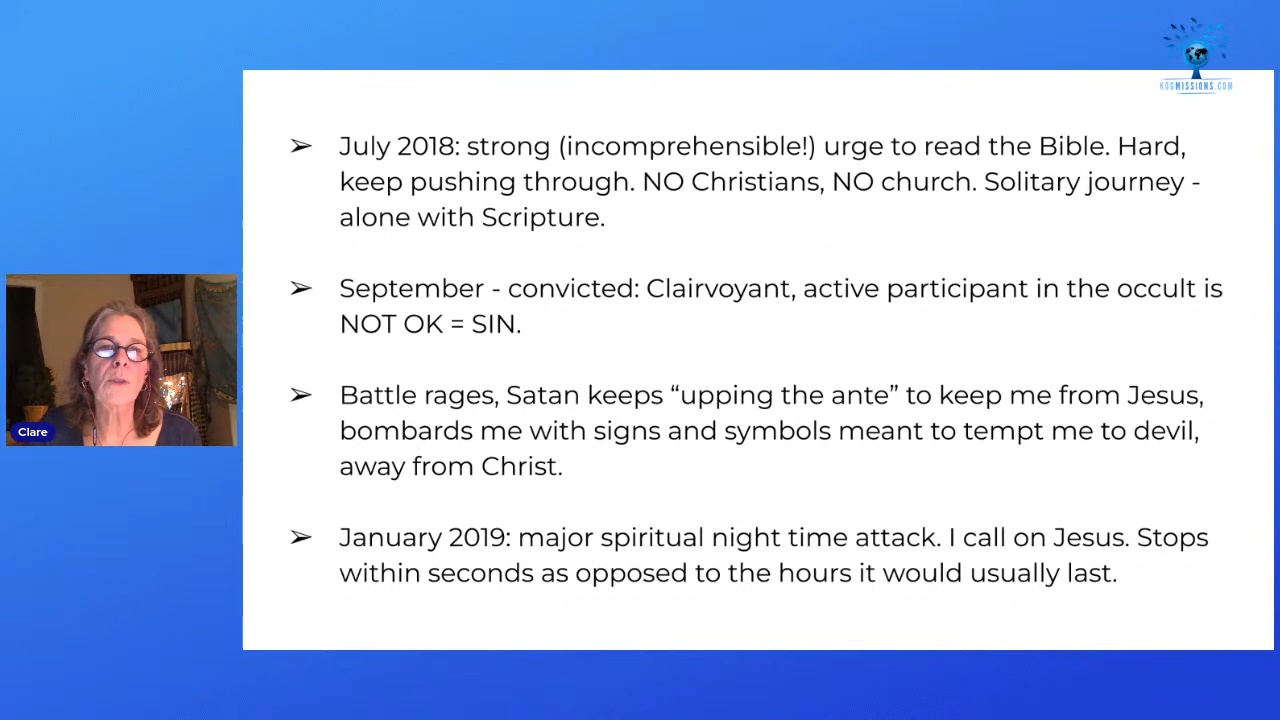 KOGMISSIONS.COM
➢ July 2018: strong (incomprehensible!) urge to read the Bible. Hard,
keep pushing through. NO Christians, NO church. Solitary journey -
alone with Scripture.
➢ September - convicted: Clairvoyant, active participant in the occult is
NOT OK = SIN.
➢ Battle rages, Satan keeps “upping the ante” to keep me from Jesus,
bombards me with signs and symbols meant to tempt me to devil,
away from Christ.
➢ January 2019: major spiritual night time attack. I call on Jesus. Stops
within seconds as opposed to the hours it would usually last.
Clare